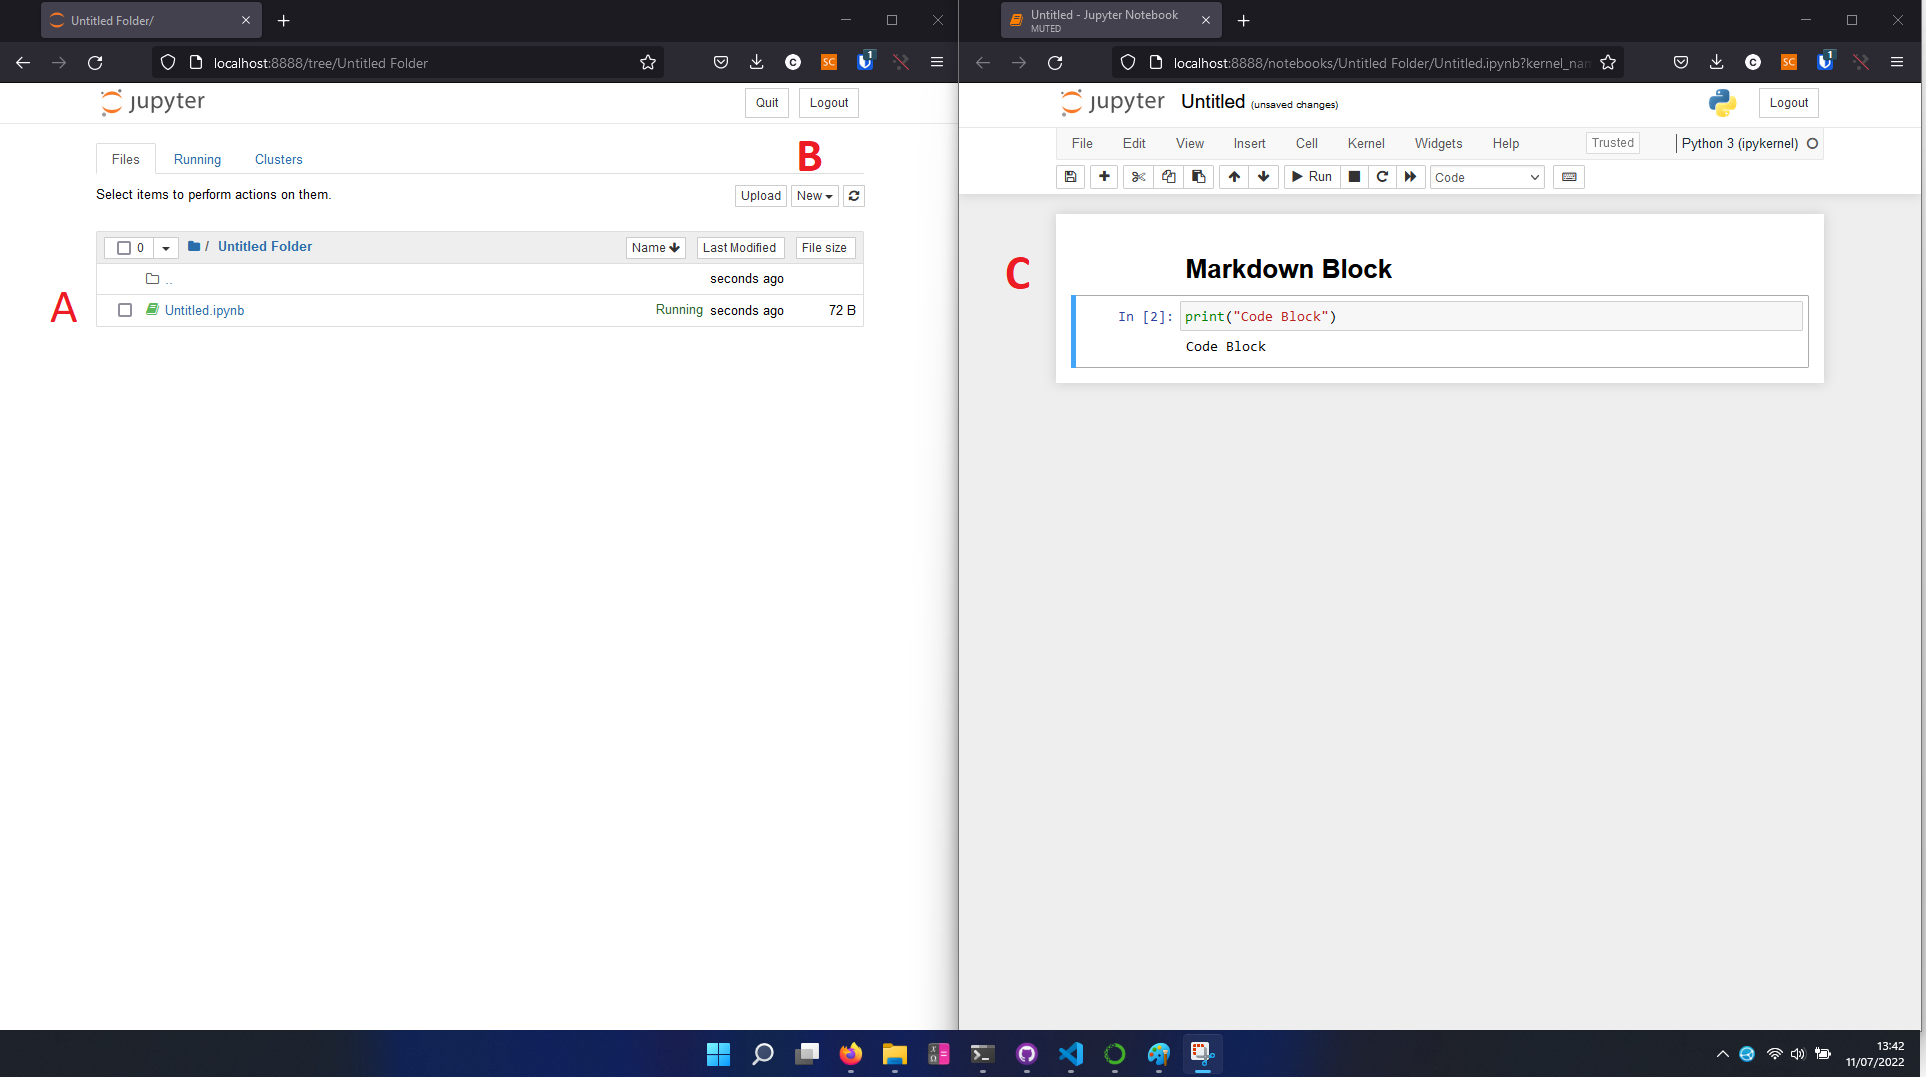 Untitled Folder/
localhost:8888/tree/Untitled Folder
SC
1
jupyter
Quit
Logout
Files
Running
Clusters
B
Select items to perform actions on them.
Upload
New
0
/ Untitled Folder
Name
Last Modified
File size
..
seconds ago
A
Untitled.ipynb
Running
seconds ago
72 B
Untitled - Jupyter Notebook
MUTED
localhost:8888/notebooks/Untitled Folder/Untitled.ipynb?kernel_nam
SC
1
jupyter
Untitled (unsaved changes)
Logout
File
Edit
View
Insert
Cell
Kernel
Widgets
Help
Trusted
Python 3 (ipykernel)
Run
Code
C
Markdown Block
In [2]:
print("Code Block")
Code Block
13:42
11/07/2022